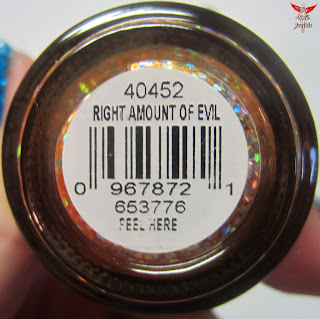 40452
RIGHT AMOUNT OF EVIL
0 967872 1
653776
PEEL HERE